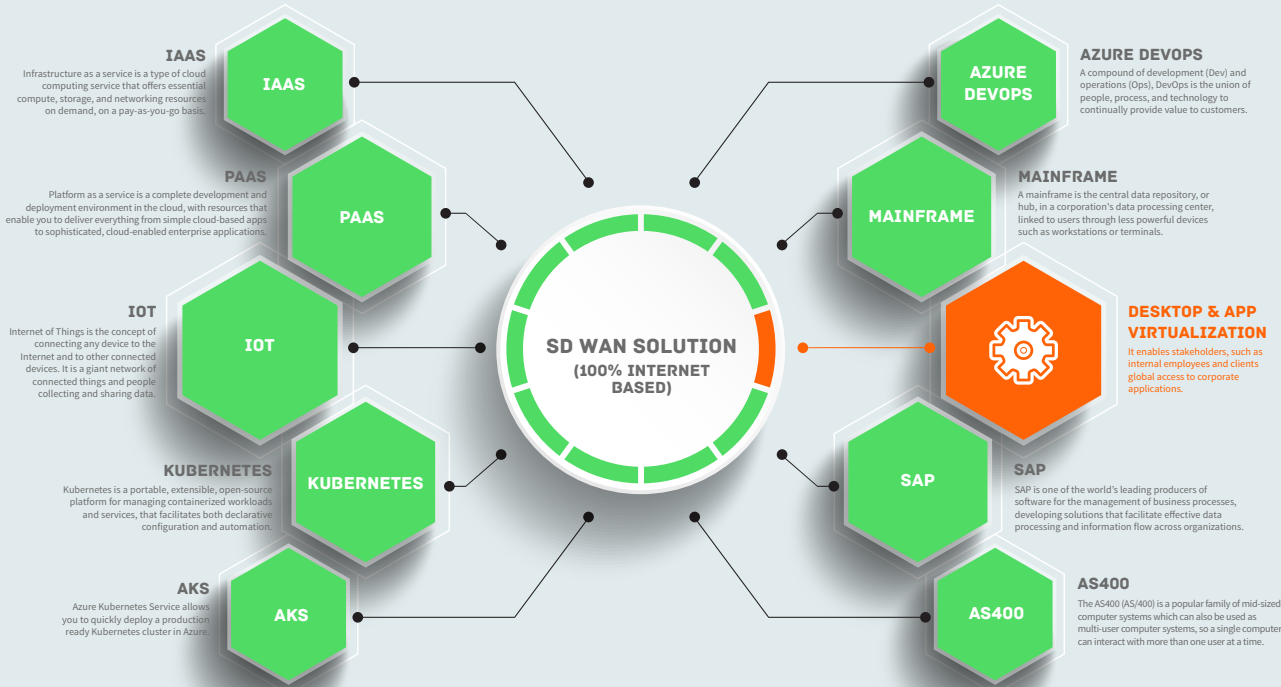 IAAS
Infrastructure as a service is a type of cloud
computing service that offers essential
compute, storage, and networking resources
on demand, on a pay-as-you-go basis.
IAAS
PAAS
Platform as a service is a complete development and
deployment environment in the cloud, with resources that
enable you to deliver everything from simple cloud-based apps
to sophisticated, cloud-enabled enterprise applications.
PAAS
IOT
Internet of Things is the concept of
connecting any device to the
Internet and to other connected
devices. It is a giant network of
connected things and people
collecting and sharing data.
IOT
KUBERNETES
Kubernetes is a portable, extensible, open-source
platform for managing containerized workloads
and services, that facilitates both declarative
configuration and automation.
KUBERNETES
AKS
Azure Kubernetes Service allows
you to quickly deploy a production
ready Kubernetes cluster in Azure.
AKS
SD WAN SOLUTION
(100% INTERNET
BASED)
AZURE
DEVOPS
AZURE DEVOPS
A compound of development (Dev) and
operations (Ops), DevOps is the union of
people, process, and technology to
continually provide value to customers.
MAINFRAME
MAINFRAME
A mainframe is the central data repository, or
hub, in a corporation's data processing center,
linked to users through less powerful devices
such as workstations or terminals.
DESKTOP & APP
VIRTUALIZATION
It enables stakeholders, such as
internal employees and clients
global access to corporate
applications.
SAP
SAP
SAP is one of the world's leading producers of
software for the management of business processes,
developing solutions that facilitate effective data
processing and information flow across organizations.
AS400
AS400
The AS400 (AS/400) is a popular family of mid-sized
computer systems which can also be used as
multi-user computer systems, so a single computer
can interact with more than one user at a time.